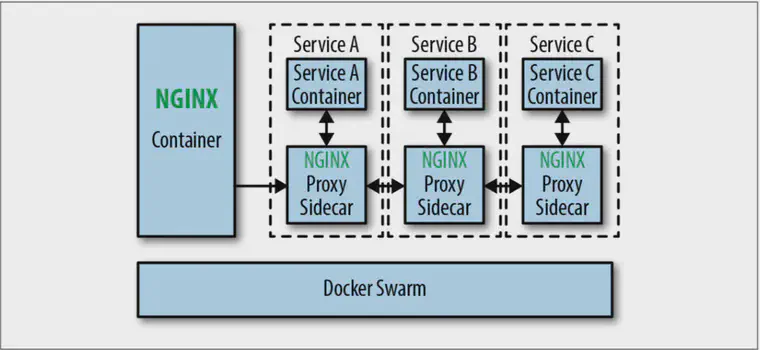 NGINX
Container
Service A
Service A
Container
NGINX
Proxy
Sidecar
Service B
Service B
Container
NGINX
Proxy
Sidecar
Service C
Service C
Container
NGINX
Proxy
Sidecar
Docker Swarm